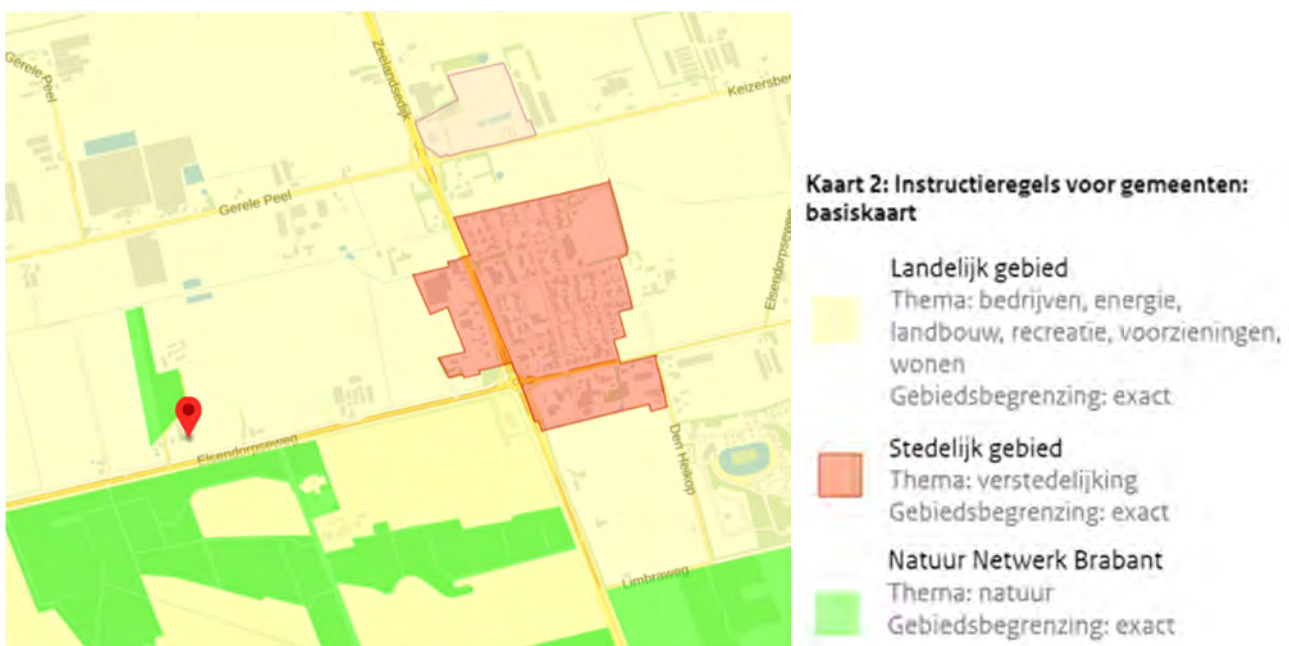 Gerele Peel
Zeelandsedijk
Keizersbe
Gerele Peel
Elsendorpseweg
Elsendorpseweg
Den Heikop
Limbraweg
Kaart 2: Instructieregels voor gemeenten:
basiskaart
Landelijk gebied
Thema: bedrijven, energie,
landbouw, recreatie, voorzieningen,
wonen
Gebiedsbegrenzing: exact
Stedelijk gebied
Thema: verstedelijking
Gebiedsbegrenzing: exact
Natuur Netwerk Brabant
Thema: natuur
Gebiedsbegrenzing: exact